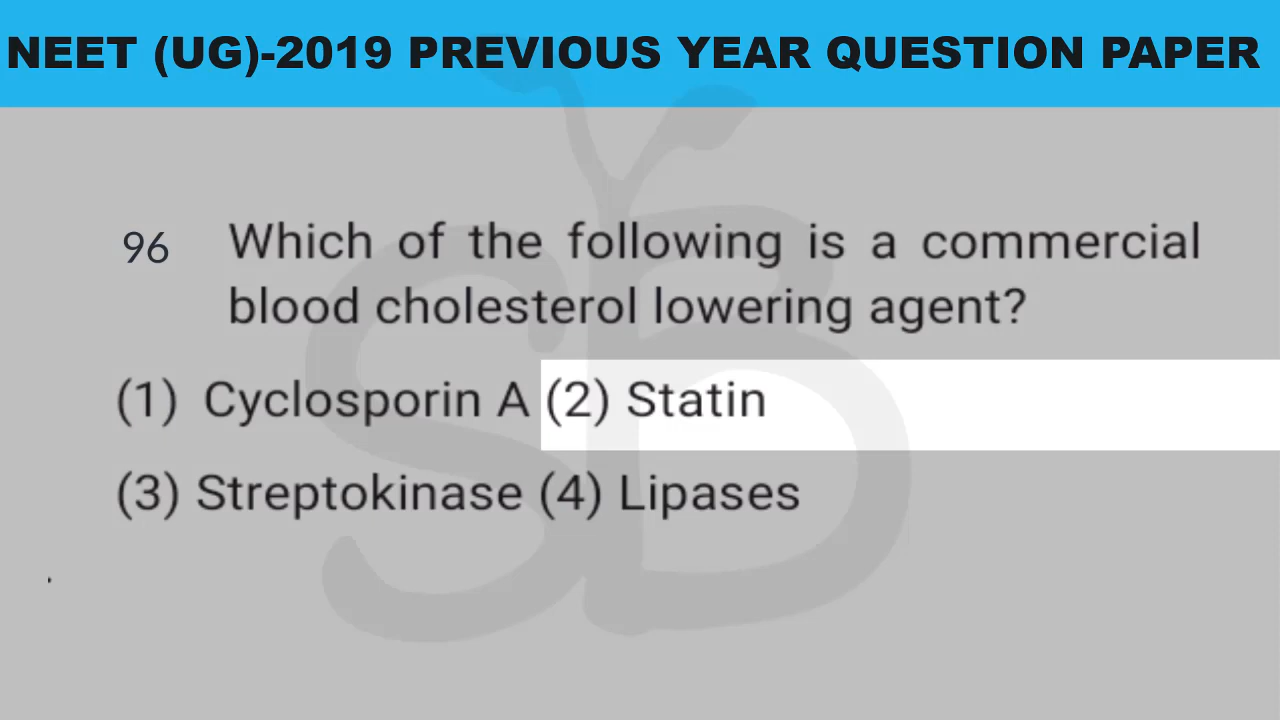 NEET (UG)-2019 PREVIOUS YEAR QUESTION PAPER
96 Which of the following is a commercial
blood cholesterol lowering agent?
(1) Cyclosporin A (2) Statin
(3) Streptokinase (4) Lipases
SB